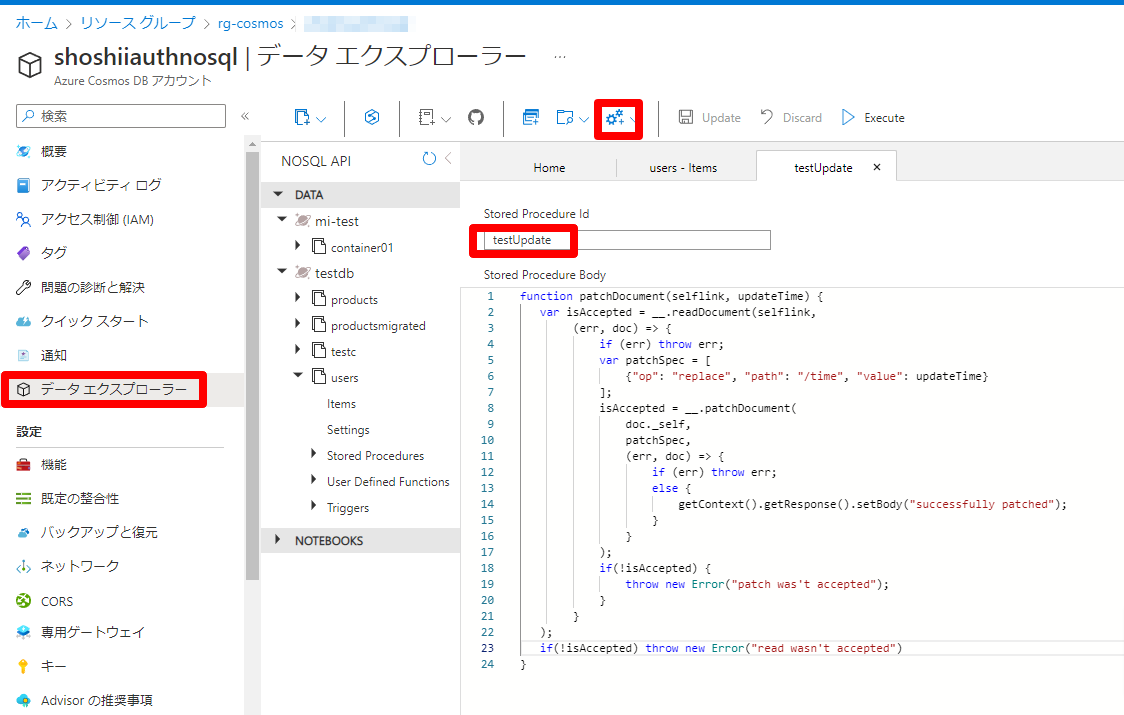 ホーム > リソース グループ > rg-cosmos >
shoshiiauthnosql | データ エクスプローラー ...
Azure Cosmos DB アカウント
検索
«
概要
アクティビティ ログ
アクセス制御 (IAM)
タグ
問題の診断と解決
クイック スタート
通知
データ エクスプローラー
設定
機能
既定の整合性
バックアップと復元
ネットワーク
CORS
専用ゲートウェイ
キー
Advisor の推奨事項
Update
Discard
Execute
NOSQL API
DATA
mi-test
container01
testdb
products
productsmigrated
testc
users
Items
Settings
Stored Procedures
User Defined Functions
Triggers
NOTEBOOKS
Home
users - Items
testUpdate
Stored Procedure Id
testUpdate
Stored Procedure Body
1 function patchDocument(selflink, updateTime) {
2 var isAccepted = __.readDocument(selflink,
3 (err, doc) => {
4 if (err) throw err;
5 var patchSpec = [
6 {"op": "replace", "path": "/time", "value": updateTime}
7 ];
8 isAccepted = __.patchDocument(
9 doc._self,
10 patchSpec,
11 (err, doc) => {
12 if (err) throw err;
13 else {
14 getContext().getResponse().setBody("successfully patched");
15 }
16 }
17 );
18 if(!isAccepted) {
19 throw new Error("patch was't accepted");
20 }
21 }
22 );
23 if(!isAccepted) throw new Error("read wasn't accepted")
24 }